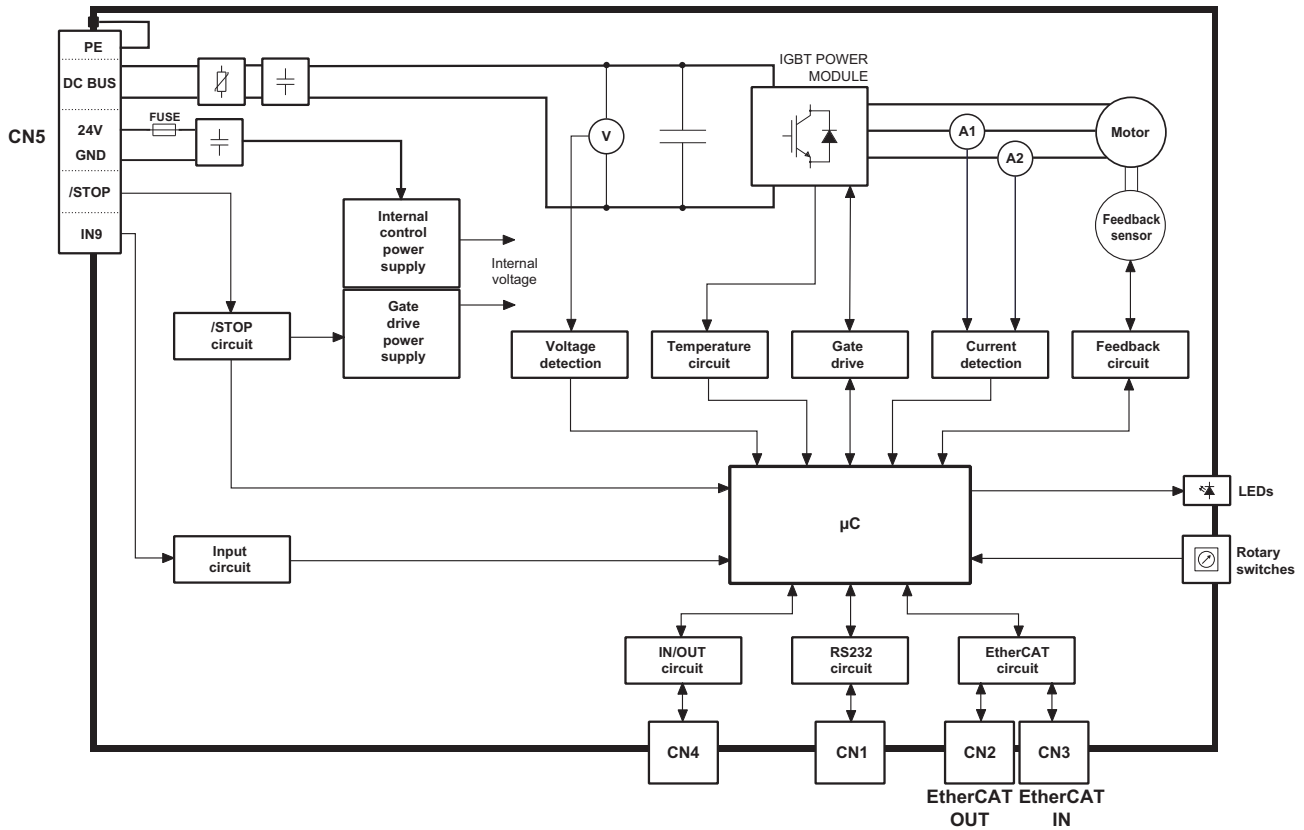 PE
DC BUS
CN5
24V
FUSE
GND
/STOP
IN9
IGBT POWER
MODULE
V
A1
A2
Motor
Feedback
sensor
Internal
control
power
supply
Internal
voltage
Gate
drive
power
supply
/STOP
circuit
Voltage
detection
Temperature
circuit
Gate
drive
Current
detection
Feedback
circuit
µC
LEDs
Input
circuit
Rotary
switches
IN/OUT
circuit
RS232
circuit
EtherCAT
circuit
CN4
CN1
CN2
CN3
EtherCAT
OUT
EtherCAT
IN